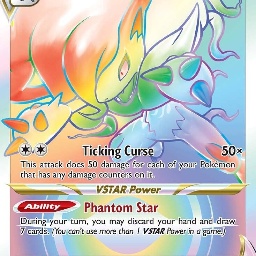 Ticking Curse 50×
This attack does 50 damage for each of your Pokémon
that has any damage counters on it.
VSTAR Power
Ability Phantom Star
During your turn, you may discard your hand and draw
7 cards. (You can't use more than 1 VSTAR Power in a game.)